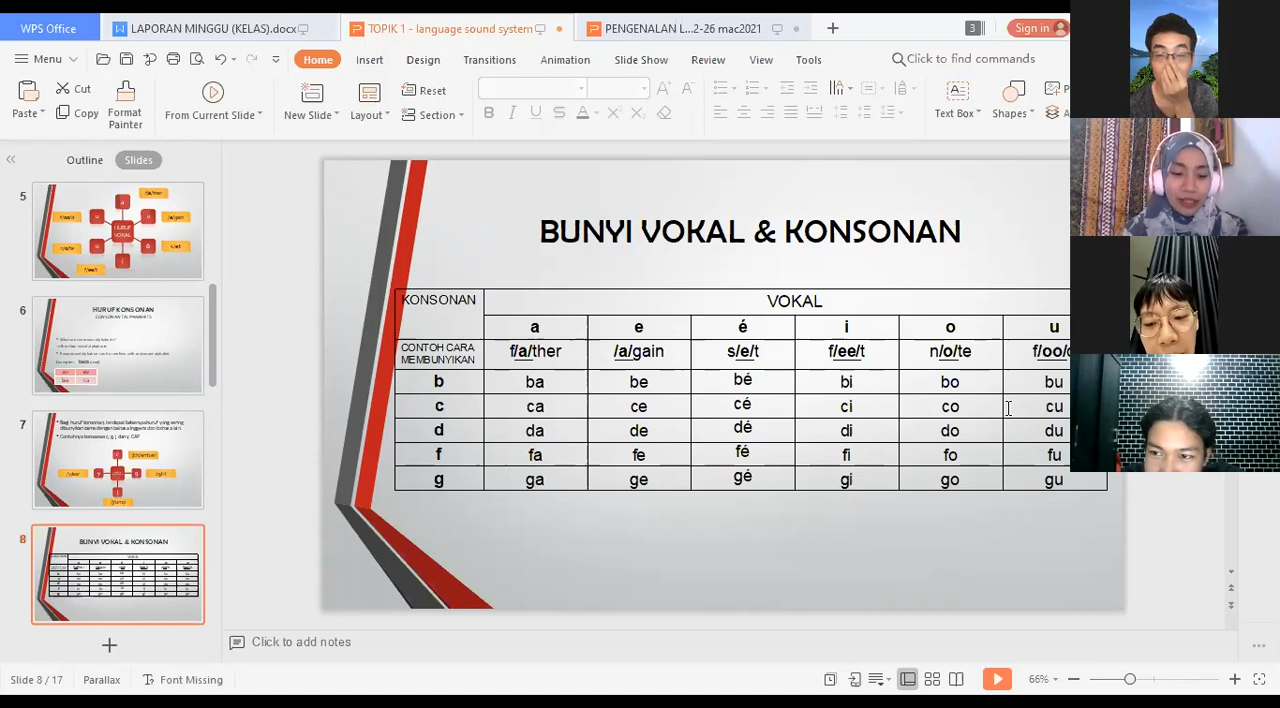 WPS Office LAPORAN MINGGU (KELAS).docx TOPIK 1 - language sound system PENGENALAN L...2-26 mac2021 3 Sign in
Menu Home Insert Design Transitions Animation Slide Show Review View Tools Click to find commands
Paste Cut Format Painter From Current Slide New Slide Layout Reset Section B I U S A Text Box Shapes
Outline Slides
5
HURUF VOKAL
6
HURUF KONSONAN
7
8
BUNYI VOKAL & KONSONAN
BUNYI VOKAL & KONSONAN
KONSONAN VOKAL
a e é i o u
CONTOH CARA MEMBUNYIKAN f/a/ther /a/gain s/e/t f/ee/t n/o/te f/oo/
b ba be bé bi bo bu
c ca ce cé ci co cu
d da de dé di do du
f fa fe fé fi fo fu
g ga ge gé gi go gu
Click to add notes
Slide 8 / 17 Parallax Font Missing 66%